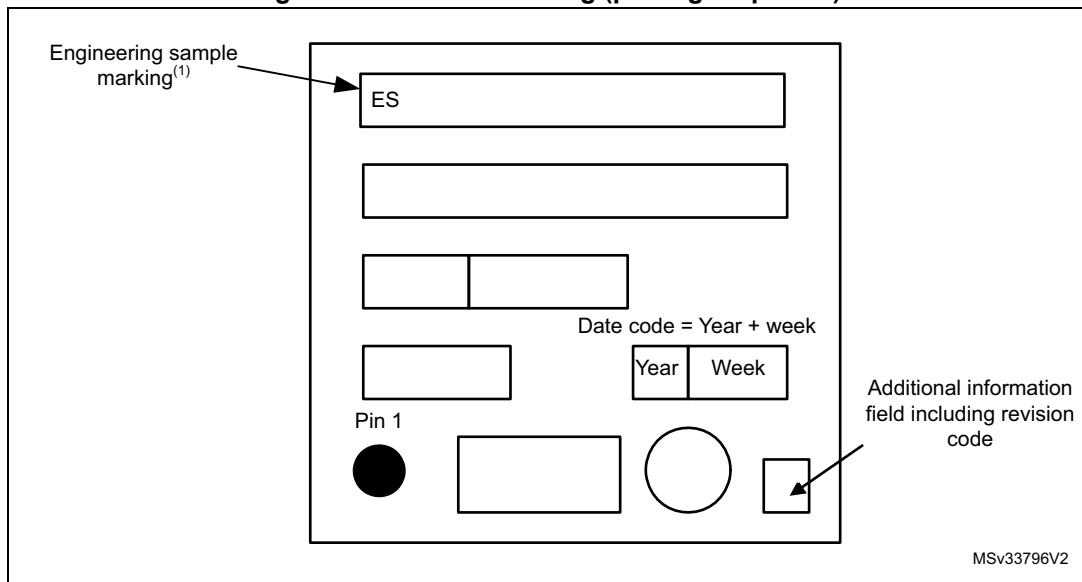 Engineering sample
marking(1)
ES
Date code = Year + week
Year Week
Additional information
field including revision
code
Pin 1
MSv33796V2